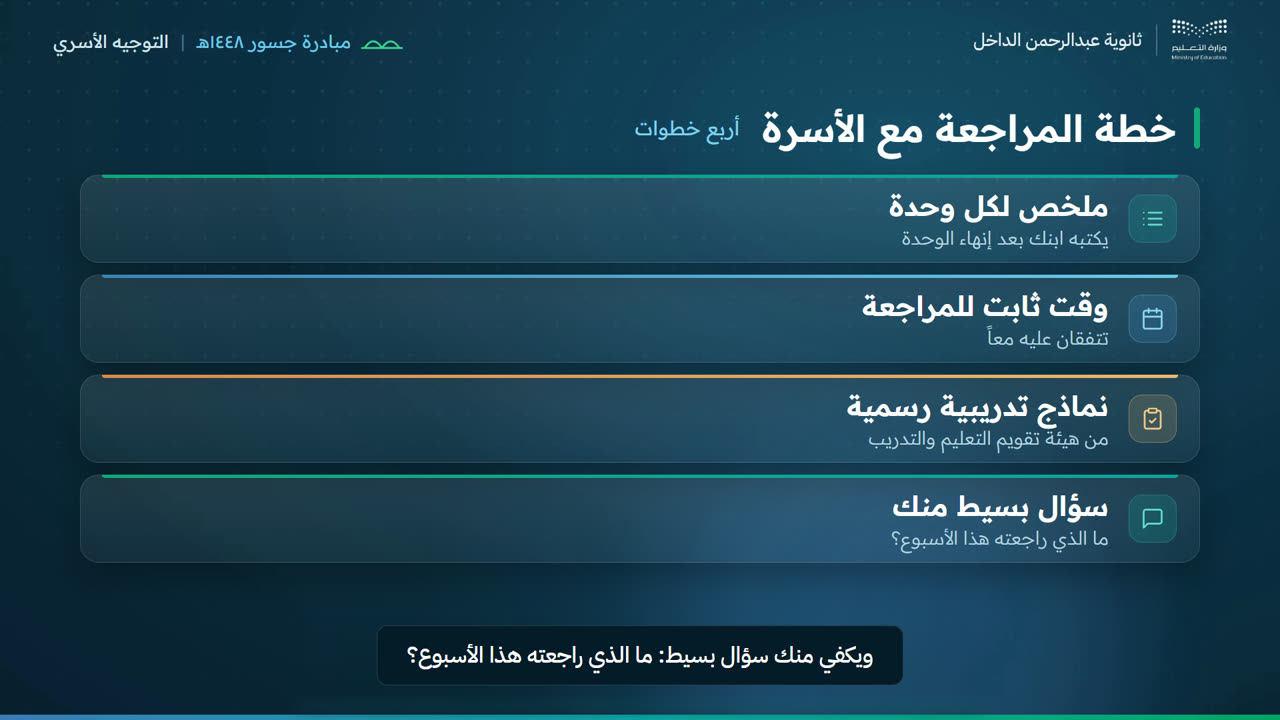 وزارة التعليم
Ministry of Education
ثانوية عبدالرحمن الداخل
مبادرة جسور ١٤٤٨هـ | التوجيه الأسري
خطة المراجعة مع الأسرة أربع خطوات
ملخص لكل وحدة
يكتبه ابنك بعد إنهاء الوحدة
وقت ثابت للمراجعة
تتفقان عليه معاً
نماذج تدريبية رسمية
من هيئة تقويم التعليم والتدريب
سؤال بسيط منك
ما الذي راجعته هذا الأسبوع؟
ويكفي منك سؤال بسيط: ما الذي راجعته هذا الأسبوع؟